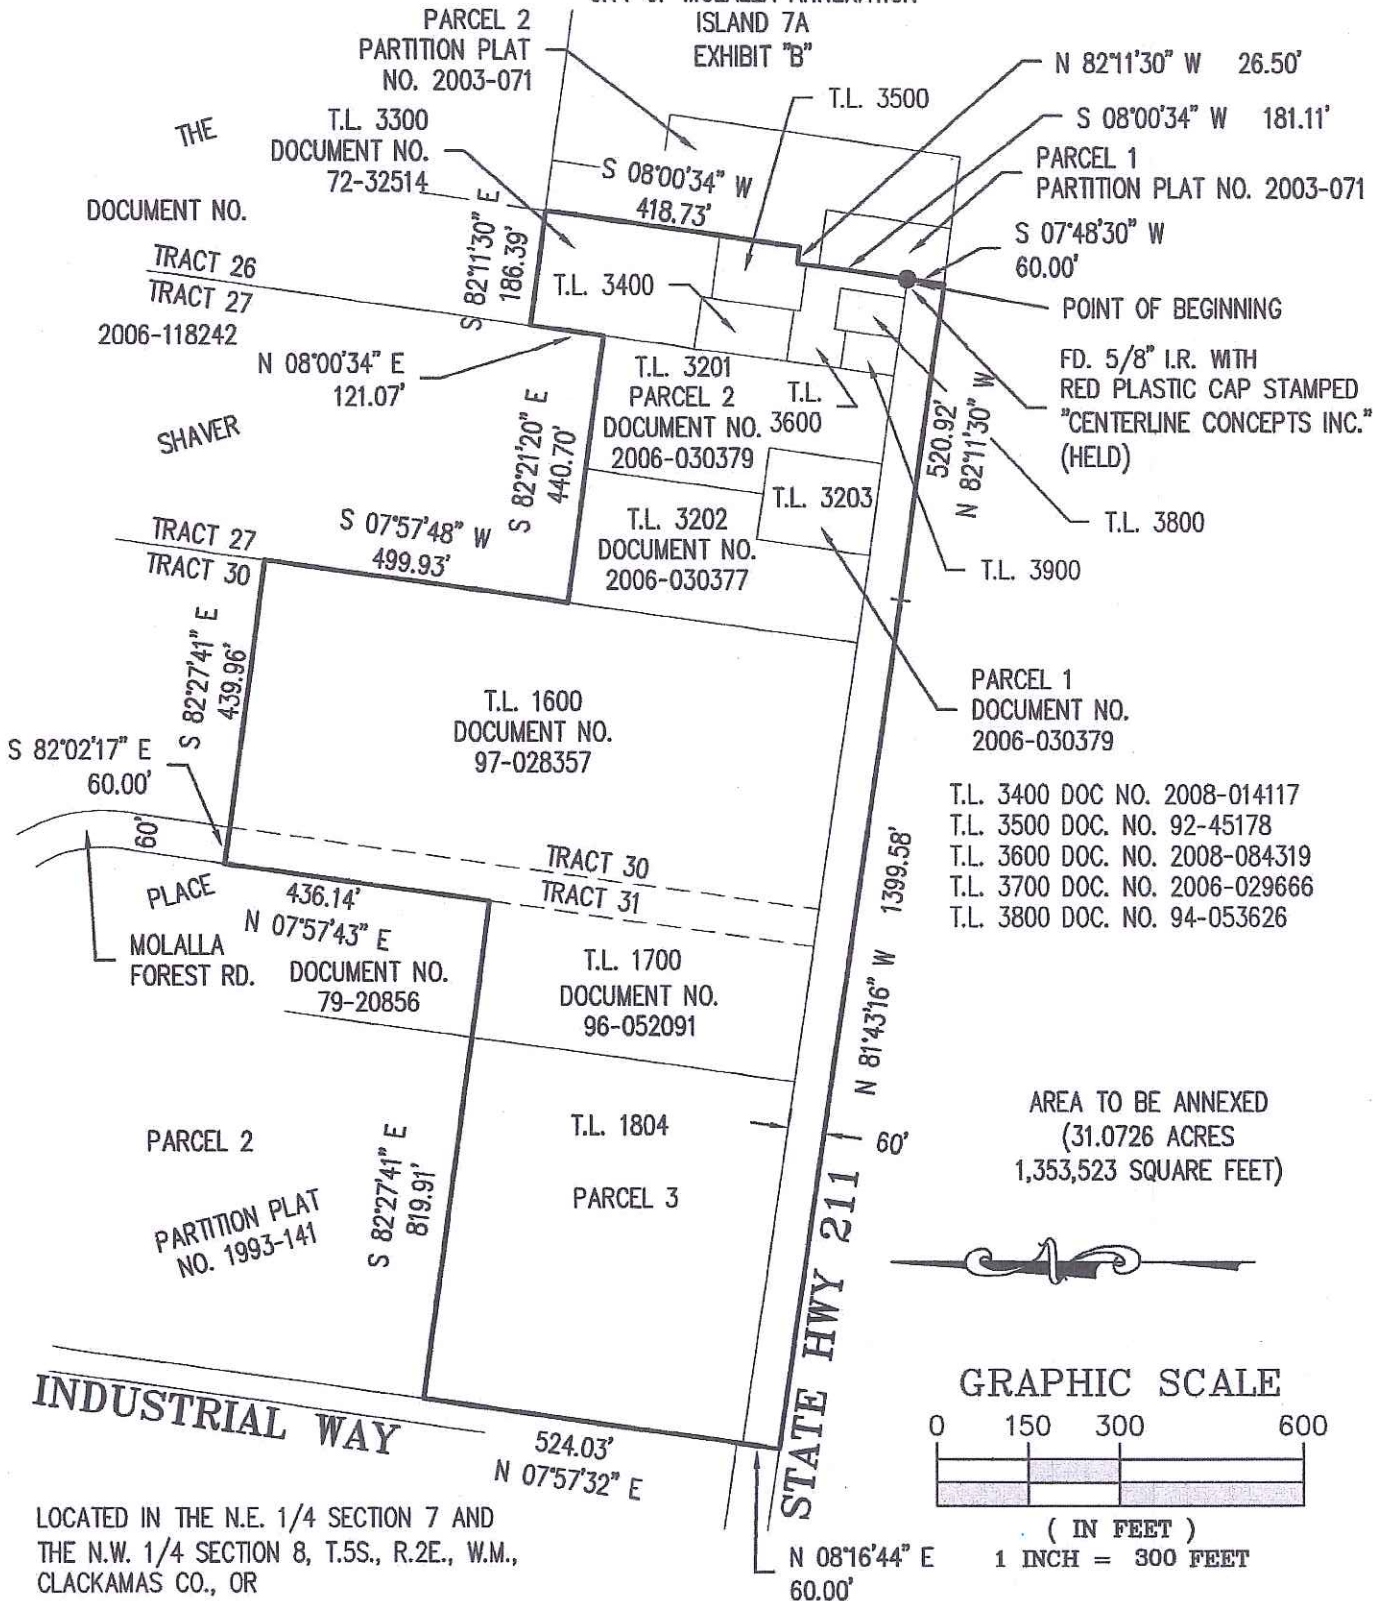 ISLAND 7A
EXHIBIT "B"
PARCEL 2
PARTITION PLAT
NO. 2003-071
N 82°11'30" W 26.50'
T.L. 3500
S 08°00'34" W 181.11'
THE
T.L. 3300
DOCUMENT NO.
72-32514
S 08°00'34" W
418.73'
PARCEL 1
PARTITION PLAT NO. 2003-071
DOCUMENT NO.
S 82°11'30" E
186.39'
S 07°48'30" W
60.00'
TRACT 26
TRACT 27
2006-118242
T.L. 3400
POINT OF BEGINNING
N 08°00'34" E
121.07'
FD. 5/8" I.R. WITH
RED PLASTIC CAP STAMPED
"CENTERLINE CONCEPTS INC."
(HELD)
T.L. 3201
PARCEL 2
DOCUMENT NO.
2006-030379
T.L.
3600
520.92'
N 82°11'30" W
SHAVER
S 82°21'20" E
440.70'
T.L. 3203
T.L. 3800
S 07°57'48" W
499.93'
T.L. 3202
DOCUMENT NO.
2006-030377
TRACT 27
TRACT 30
T.L. 3900
S 82°27'41" E
439.96'
T.L. 1600
DOCUMENT NO.
97-028357
PARCEL 1
DOCUMENT NO.
2006-030379
S 82°02'17" E
60.00'
T.L. 3400 DOC NO. 2008-014117
T.L. 3500 DOC. NO. 92-45178
T.L. 3600 DOC. NO. 2008-084319
T.L. 3700 DOC. NO. 2006-029666
T.L. 3800 DOC. NO. 94-053626
60'
TRACT 30
TRACT 31
1399.58'
N 81°43'16" W
PLACE
436.14'
N 07°57'43" E
MOLALLA
FOREST RD.
DOCUMENT NO.
79-20856
T.L. 1700
DOCUMENT NO.
96-052091
AREA TO BE ANNEXED
(31.0726 ACRES
1,353,523 SQUARE FEET)
T.L. 1804
60'
PARCEL 2
S 82°27'41" E
819.91'
PARCEL 3
PARTITION PLAT
NO. 1993-141
STATE HWY 211
INDUSTRIAL WAY
524.03'
N 07°57'32" E
GRAPHIC SCALE
0 150 300 600
( IN FEET )
1 INCH = 300 FEET
N 08°16'44" E
60.00'
LOCATED IN THE N.E. 1/4 SECTION 7 AND
THE N.W. 1/4 SECTION 8, T.5S., R.2E., W.M.,
CLACKAMAS CO., OR